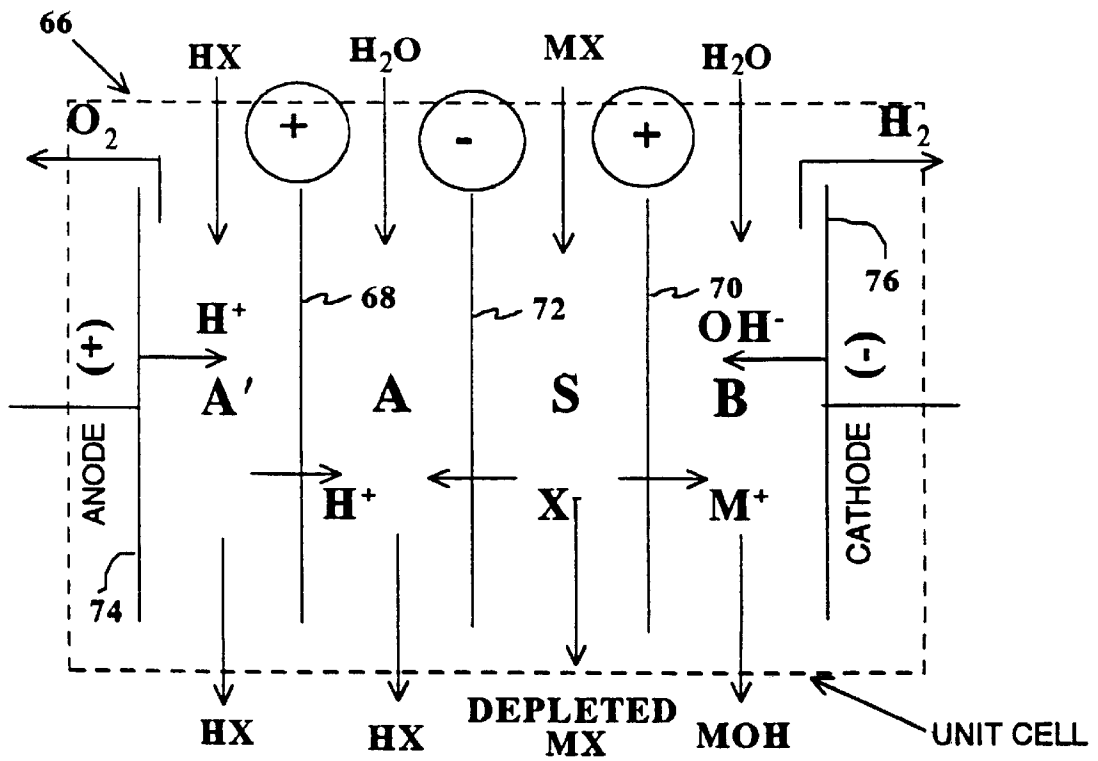 66
HX
H₂O
MX
H₂O
O₂
+
-
+
H₂
68
72
70
76
H⁺
OH⁻
(+)
(-)
A′
A
S
B
ANODE
CATHODE
H⁺
X⁻
M⁺
74
HX
HX
DEPLETED
MX
MOH
UNIT CELL